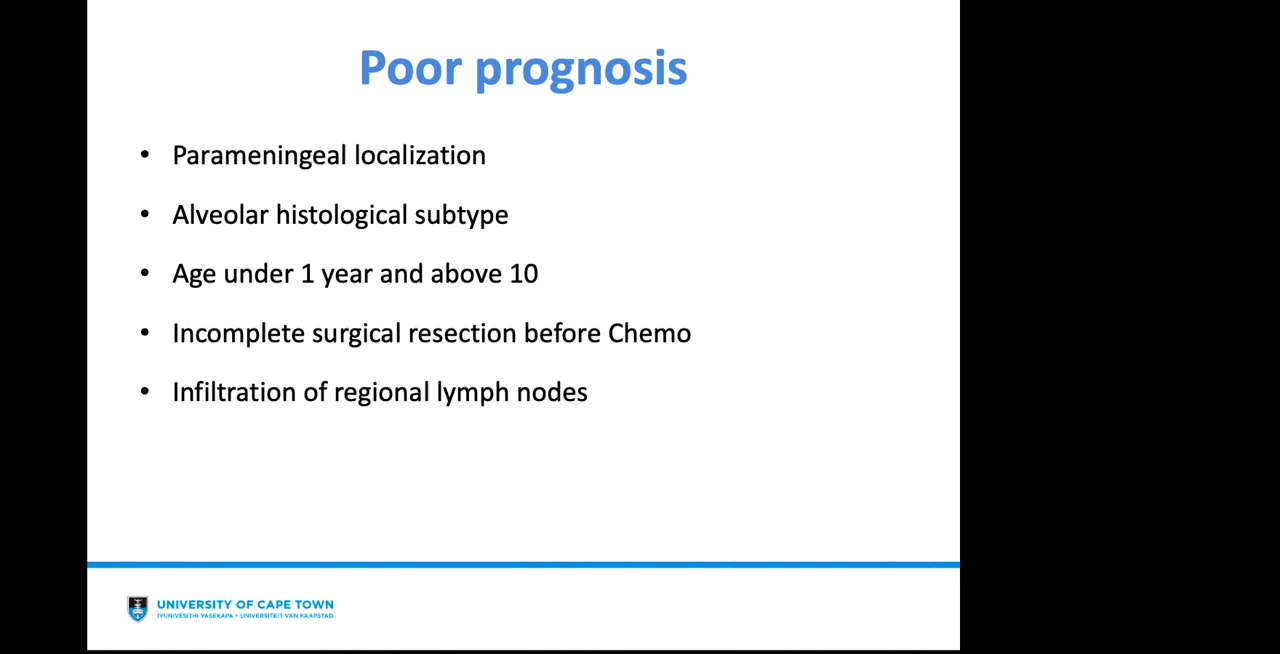 Poor prognosis
• Parameningeal localization
• Alveolar histological subtype
• Age under 1 year and above 10
• Incomplete surgical resection before Chemo
• Infiltration of regional lymph nodes
UNIVERSITY OF CAPE TOWN
IYUNIVESITHI YASEKAPA • UNIVERSITEIT VAN KAAPSTAD